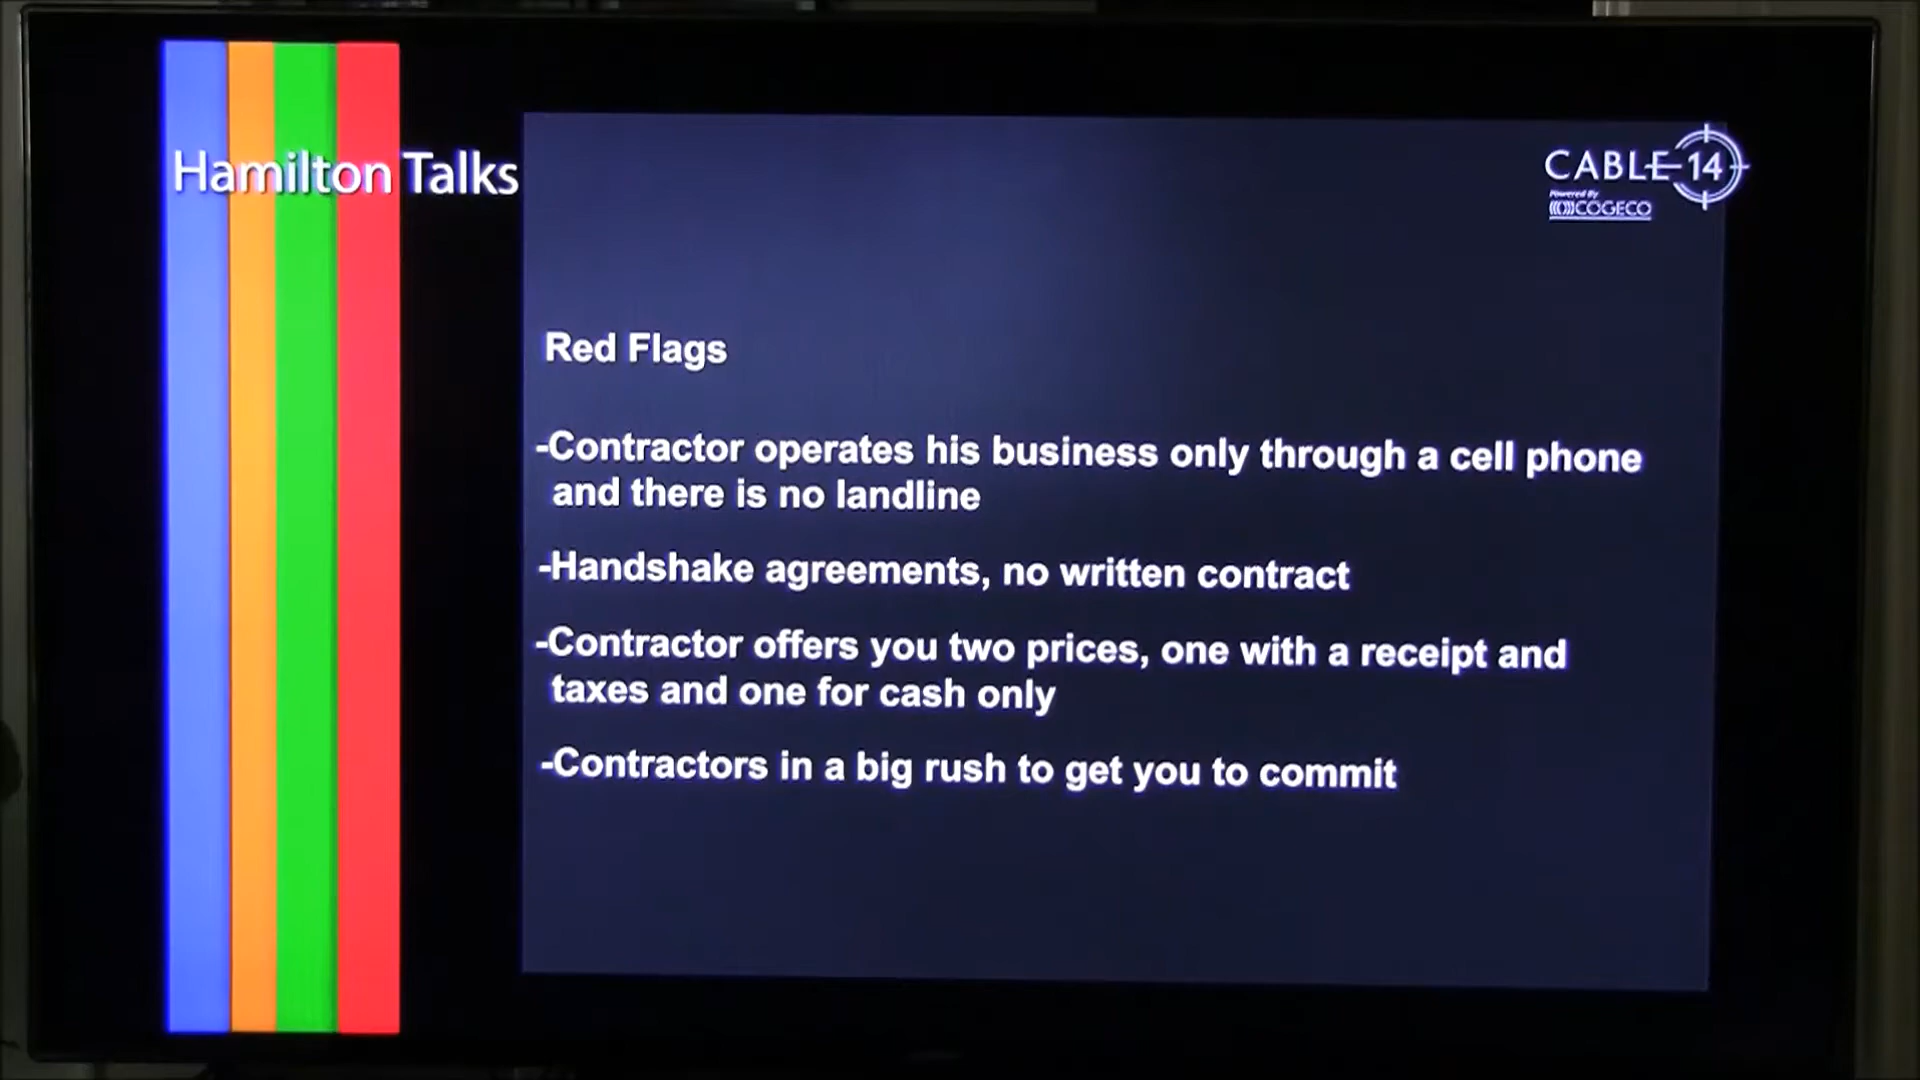 Hamilton Talks
CABLE 14
Powered By
COGECO
Red Flags
-Contractor operates his business only through a cell phone
and there is no landline
-Handshake agreements, no written contract
-Contractor offers you two prices, one with a receipt and
taxes and one for cash only
-Contractors in a big rush to get you to commit